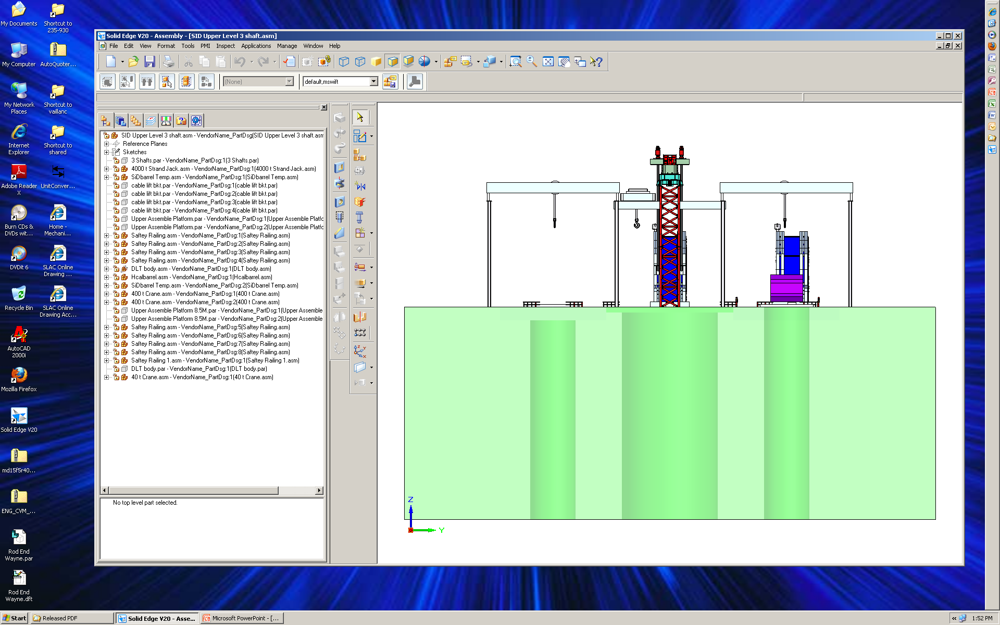 My Documents
Shortcut to
235-930
My Computer
AutoQuoter...
My Network
Places
Shortcut to
vaillanc
Internet
Explorer
Shortcut to
shared
Adobe Reader
X
UnitConver...
Burn CDs &
DVDs wit...
Home -
Mechani...
DVDit 6
SLAC Online
Drawing ...
Recycle Bin
SLAC Online
Drawing Acc...
AutoCAD
2000i
Mozilla Firefox
Solid Edge V20
md15f5r40...
ENG_CVM_...
Rod End
Wayne.par
Rod End
Wayne.dft
Solid Edge V20 - Assembly - [SID Upper Level 3 shaft.asm]
File Edit View Format Tools PMI Inspect Applications Manage Window Help
(None)
default,mswift
SID Upper Level 3 shaft.asm - VendorName_PartDsg(SID Upper Level 3 shaft.asm
Reference Planes
Sketches
3 Shafts.par - VendorName_PartDsg:1(3 Shafts.par)
4000 t Strand Jack.asm - VendorName_PartDsg:1(4000 t Strand Jack.asm)
SiDbarrel Temp.asm - VendorName_PartDsg:1(SiDbarrel Temp.asm)
cable lift bkt.par - VendorName_PartDsg:1(cable lift bkt.par)
cable lift bkt.par - VendorName_PartDsg:2(cable lift bkt.par)
cable lift bkt.par - VendorName_PartDsg:3(cable lift bkt.par)
cable lift bkt.par - VendorName_PartDsg:4(cable lift bkt.par)
Upper Assemble Platform.par - VendorName_PartDsg:1(Upper Assemble Platfo
Upper Assemble Platform.par - VendorName_PartDsg:2(Upper Assemble Platfo
Saftey Railing.asm - VendorName_PartDsg:1(Saftey Railing.asm)
Saftey Railing.asm - VendorName_PartDsg:2(Saftey Railing.asm)
Saftey Railing.asm - VendorName_PartDsg:3(Saftey Railing.asm)
Saftey Railing.asm - VendorName_PartDsg:4(Saftey Railing.asm)
DLT body.asm - VendorName_PartDsg:1(DLT body.asm)
Hcalbarrel.asm - VendorName_PartDsg:1(Hcalbarrel.asm)
SiDbarrel Temp.asm - VendorName_PartDsg:2(SiDbarrel Temp.asm)
400 t Crane.asm - VendorName_PartDsg:1(400 t Crane.asm)
400 t Crane.asm - VendorName_PartDsg:2(400 t Crane.asm)
Upper Assemble Platform 8.5M.par - VendorName_PartDsg:1(Upper Assemble
Upper Assemble Platform 8.5M.par - VendorName_PartDsg:2(Upper Assemble
Saftey Railing.asm - VendorName_PartDsg:5(Saftey Railing.asm)
Saftey Railing.asm - VendorName_PartDsg:6(Saftey Railing.asm)
Saftey Railing.asm - VendorName_PartDsg:7(Saftey Railing.asm)
Saftey Railing.asm - VendorName_PartDsg:8(Saftey Railing.asm)
Saftey Railing 1.asm - VendorName_PartDsg:1(Saftey Railing 1.asm)
DLT body.par - VendorName_PartDsg:1(DLT body.par)
40 t Crane.asm - VendorName_PartDsg:1(40 t Crane.asm)
No top level part selected.
Z
Y
Start
Released PDF
Solid Edge V20 - Asse...
Microsoft PowerPoint - [...
1:52 PM